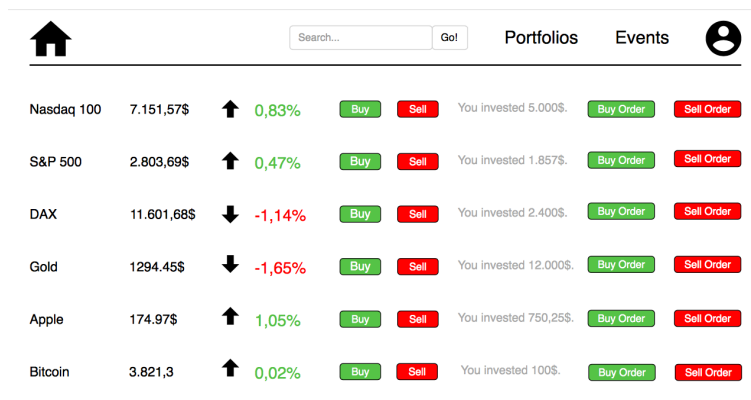 Search... Go! Portfolios Events
Nasdaq 100 7.151,57$ 0,83% Buy Sell You invested 5.000$. Buy Order Sell Order
S&P 500 2.803,69$ 0,47% Buy Sell You invested 1.857$. Buy Order Sell Order
DAX 11.601,68$ -1,14% Buy Sell You invested 2.400$. Buy Order Sell Order
Gold 1294.45$ -1,65% Buy Sell You invested 12.000$. Buy Order Sell Order
Apple 174.97$ 1,05% Buy Sell You invested 750,25$. Buy Order Sell Order
Bitcoin 3.821,3 0,02% Buy Sell You invested 100$. Buy Order Sell Order